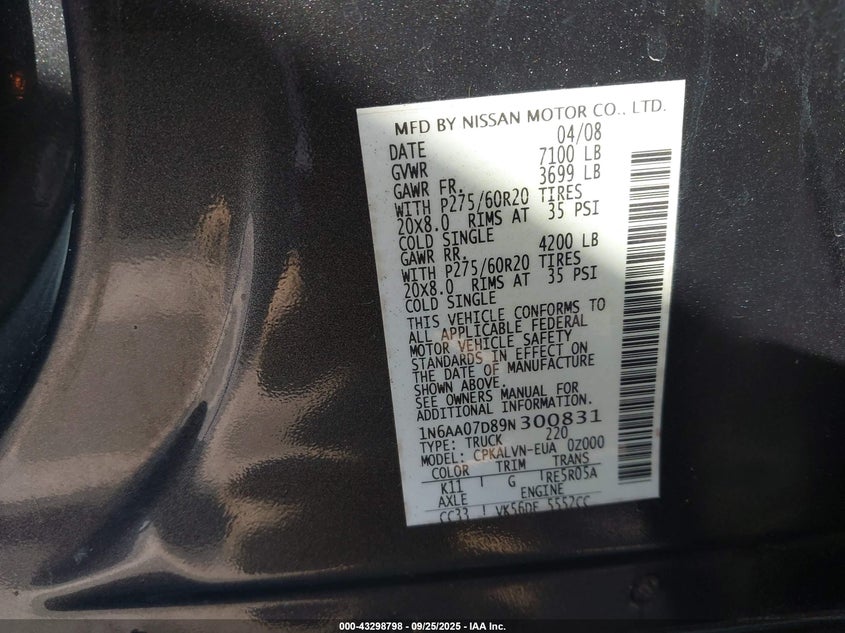 MFD BY NISSAN MOTOR CO., LTD.
DATE 04/08
GVWR 7100 LB
GAWR FR. 3699 LB
WITH P275/60R20 TIRES
20X8.0 RIMS AT 35 PSI
COLD SINGLE
GAWR RR. 4200 LB
WITH P275/60R20 TIRES
20X8.0 RIMS AT 35 PSI
COLD SINGLE
THIS VEHICLE CONFORMS TO
ALL APPLICABLE FEDERAL
MOTOR VEHICLE SAFETY
STANDARDS IN EFFECT ON
THE DATE OF MANUFACTURE
SHOWN ABOVE.
SEE OWNERS MANUAL FOR
ADDITIONAL INFORMATION.
1N6AA07D89N300831
TYPE: TRUCK 220
MODEL: CPKALVN-EUA 0Z000
COLOR TRIM TRANS
K11 G RE5R05A
AXLE ENGINE
CC33 VK56DE 5552CC
000-43298798 - 09/25/2025 - IAA Inc.